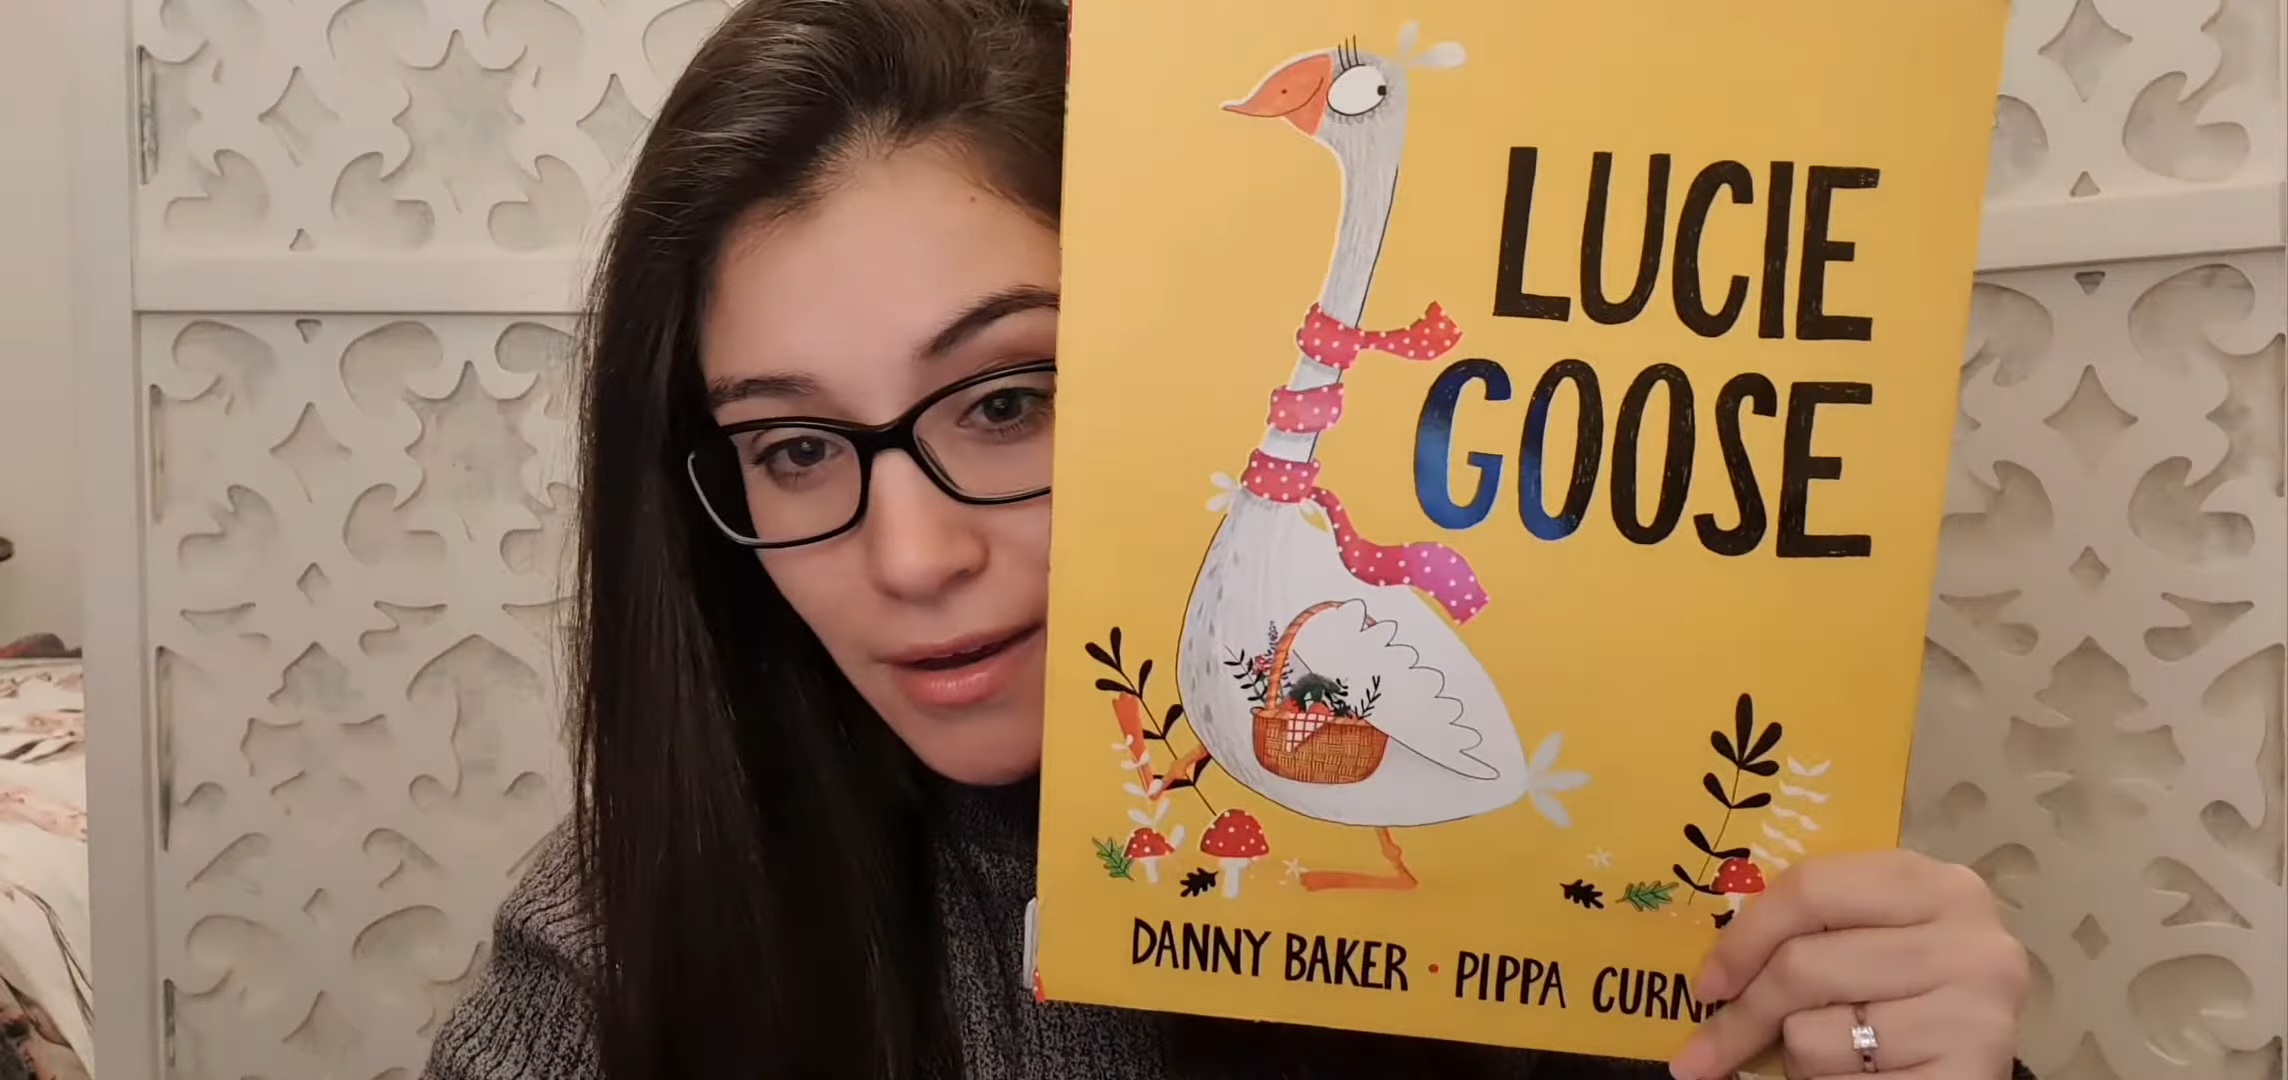 LUCIE
GOOSE
DANNY BAKER • PIPPA